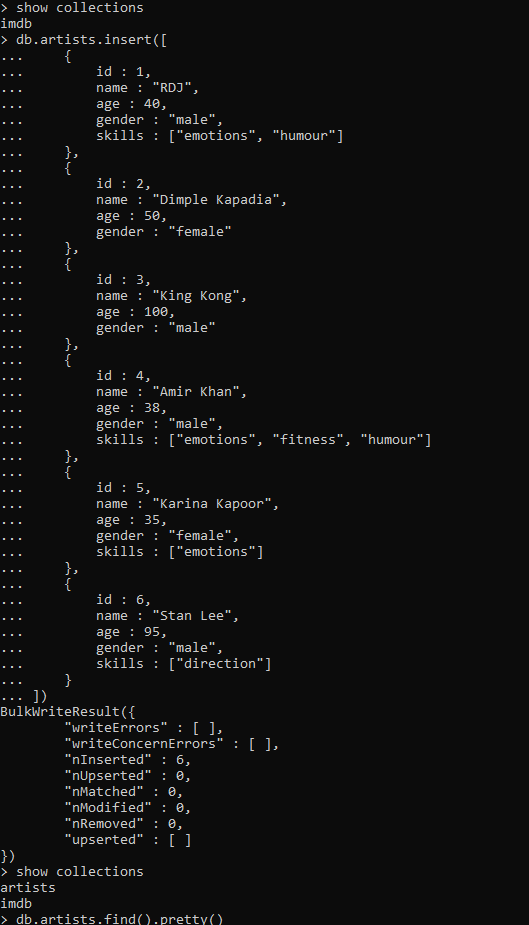 > show collections
imdb
> db.artists.insert([
...     {
...         id : 1,
...         name : "RDJ",
...         age : 40,
...         gender : "male",
...         skills : ["emotions", "humour"]
...     },
...     {
...         id : 2,
...         name : "Dimple Kapadia",
...         age : 50,
...         gender : "female"
...     },
...     {
...         id : 3,
...         name : "King Kong",
...         age : 100,
...         gender : "male"
...     },
...     {
...         id : 4,
...         name : "Amir Khan",
...         age : 38,
...         gender : "male",
...         skills : ["emotions", "fitness", "humour"]
...     },
...     {
...         id : 5,
...         name : "Karina Kapoor",
...         age : 35,
...         gender : "female",
...         skills : ["emotions"]
...     },
...     {
...         id : 6,
...         name : "Stan Lee",
...         age : 95,
...         gender : "male",
...         skills : ["direction"]
...     }
... ])
BulkWriteResult({
        "writeErrors" : [ ],
        "writeConcernErrors" : [ ],
        "nInserted" : 6,
        "nUpserted" : 0,
        "nMatched" : 0,
        "nModified" : 0,
        "nRemoved" : 0,
        "upserted" : [ ]
})
> show collections
artists
imdb
> db.artists.find().pretty()